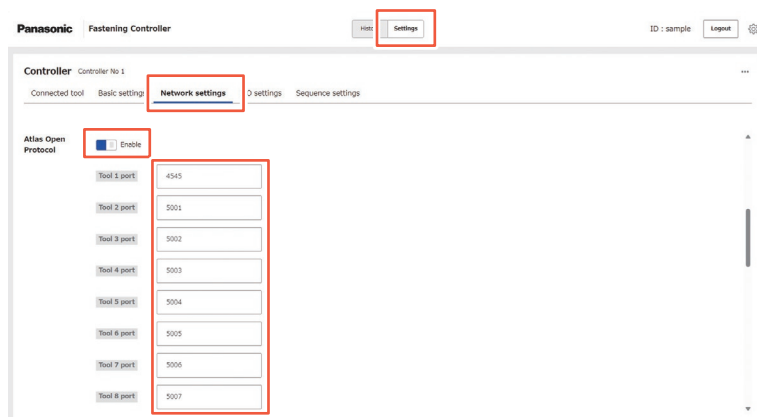 Panasonic Fastening Controller Settings ID : sample Logout
Controller Controller No 1
Connected tool Basic settings Network settings settings Sequence settings
Atlas Open
Protocol
Enable
Tool 1 port 4545
Tool 2 port 5001
Tool 3 port 5002
Tool 4 port 5003
Tool 5 port 5004
Tool 6 port 5005
Tool 7 port 5006
Tool 8 port 5007